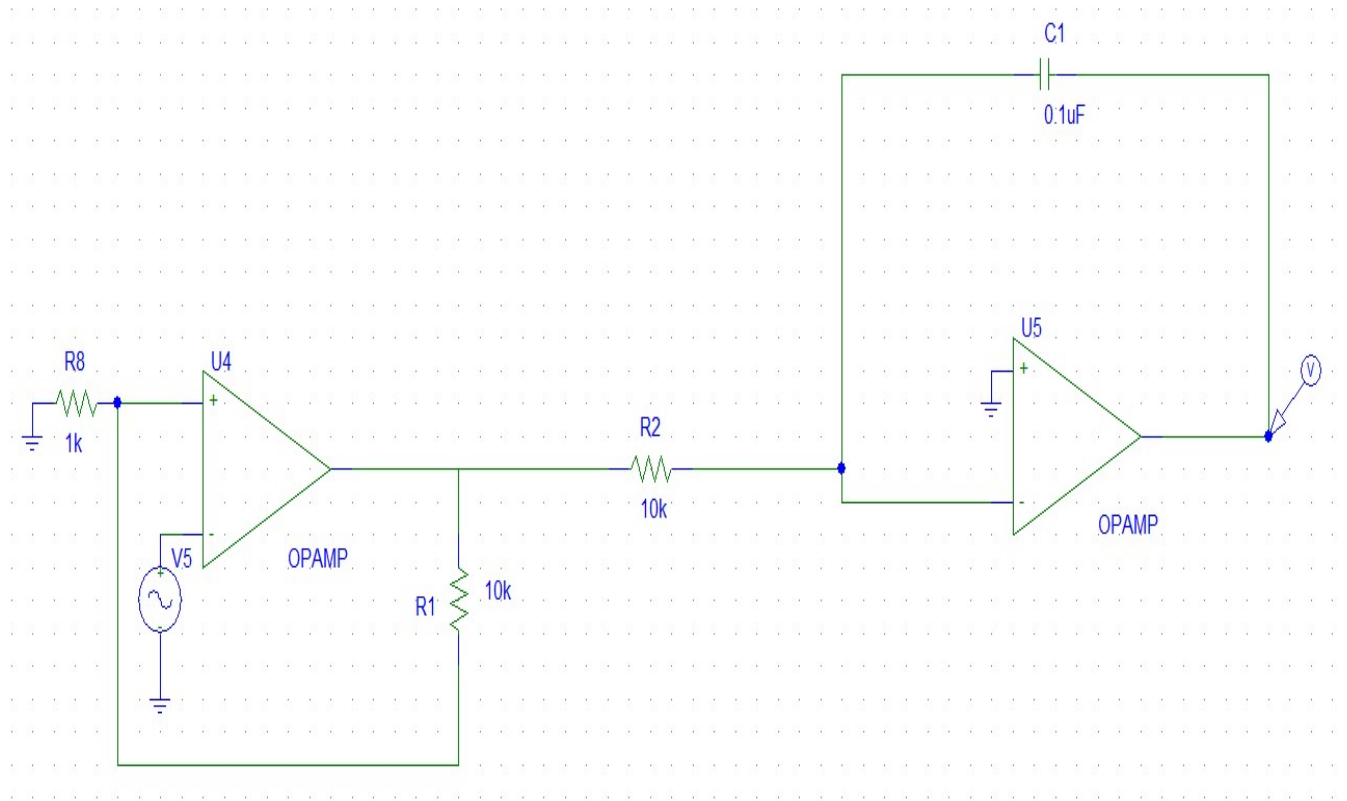 C1
0.1uF
U5
+
-
OPAMP
V
R8
1k
U4
+
-
OPAMP
V5
+
-
R2
10k
R1
10k